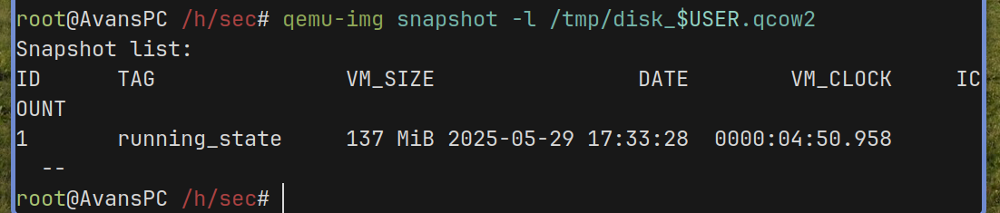 root@AvansPC /h/sec# qemu-img snapshot -l /tmp/disk_$USER.qcow2
Snapshot list:
ID      TAG               VM_SIZE                DATE        VM_CLOCK     IC
OUNT
1       running_state     137 MiB 2025-05-29 17:33:28  0000:04:50.958
  --
root@AvansPC /h/sec#